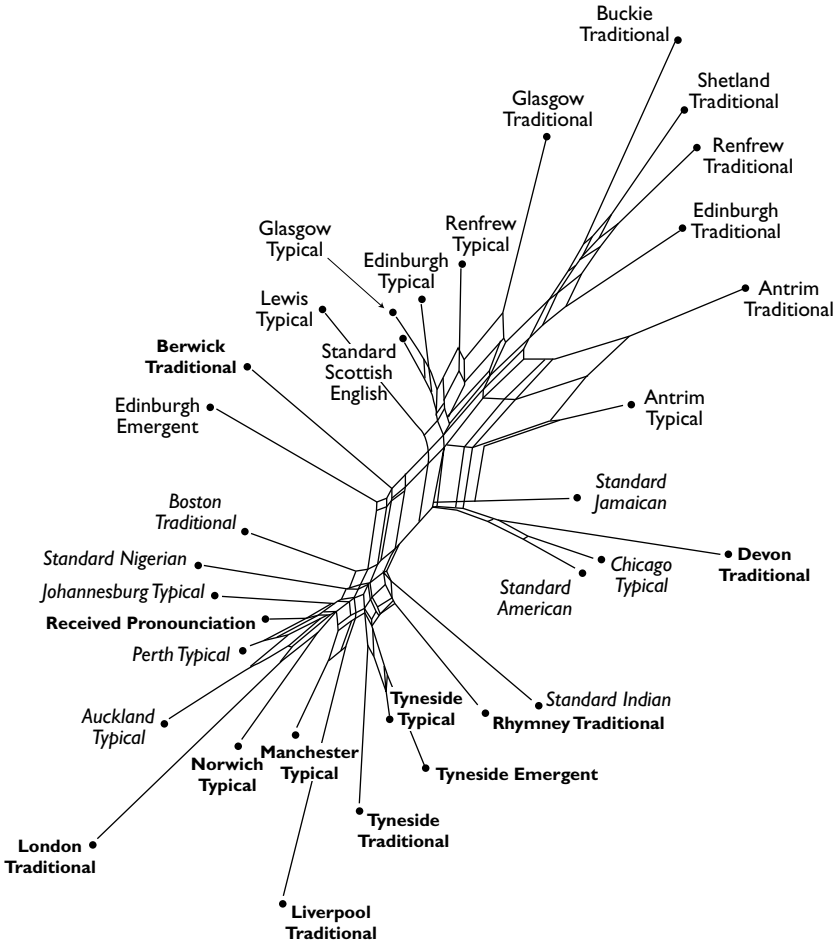 Buckie
Traditional
Shetland
Traditional
Glasgow
Traditional
Renfrew
Traditional
Edinburgh
Traditional
Renfrew
Typical
Glasgow
Typical
Edinburgh
Typical
Antrim
Traditional
Lewis
Typical
Standard
Scottish
English
Berwick
Traditional
Edinburgh
Emergent
Antrim
Typical
Standard
Jamaican
Boston
Traditional
Standard Nigerian
Devon
Traditional
Chicago
Typical
Standard
American
Johannesburg Typical
Received Pronounciation
Perth Typical
Standard Indian
Tyneside
Typical
Rhymney Traditional
Auckland
Typical
Norwich
Typical
Manchester
Typical
Tyneside Emergent
Tyneside
Traditional
London
Traditional
Liverpool
Traditional